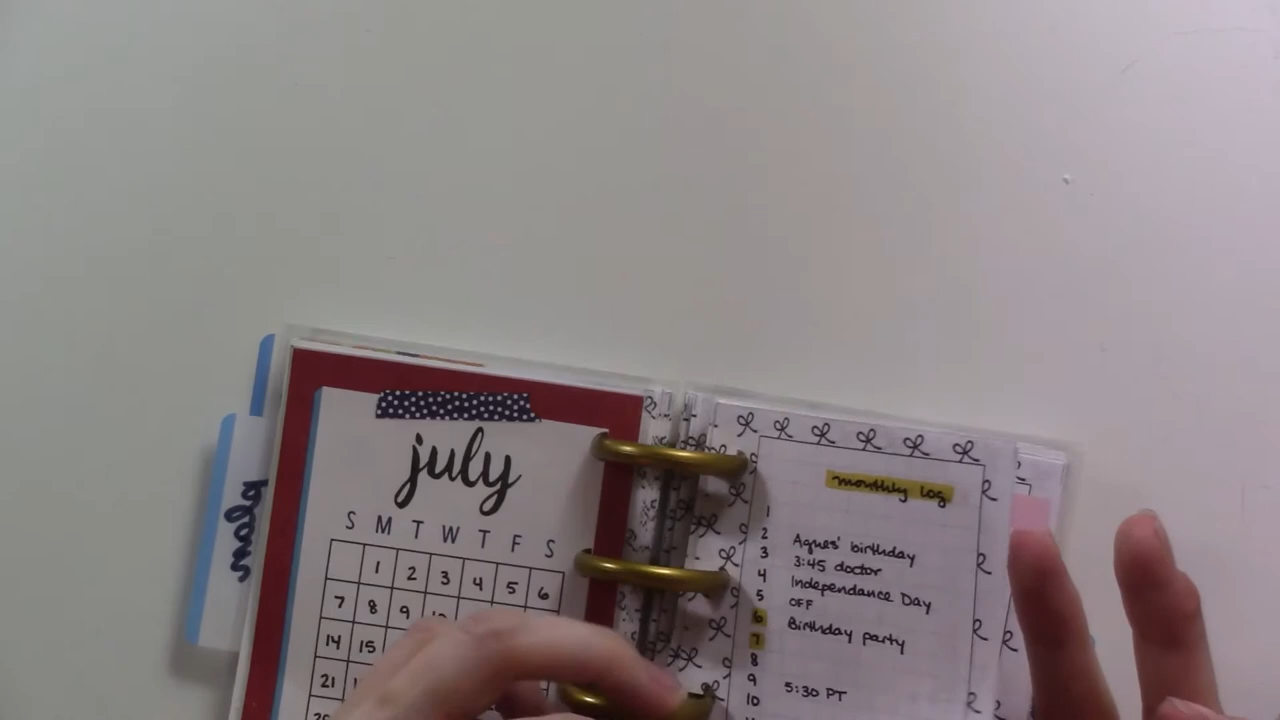 july
S M T W T F S
1 2 3 4 5 6
7 8 9
14 15
21
monthly log
1
2 Agnes' birthday
3 3:45 doctor
4 Independance Day
5 OFF
6 Birthday party
7
8
9 5:30 PT
10